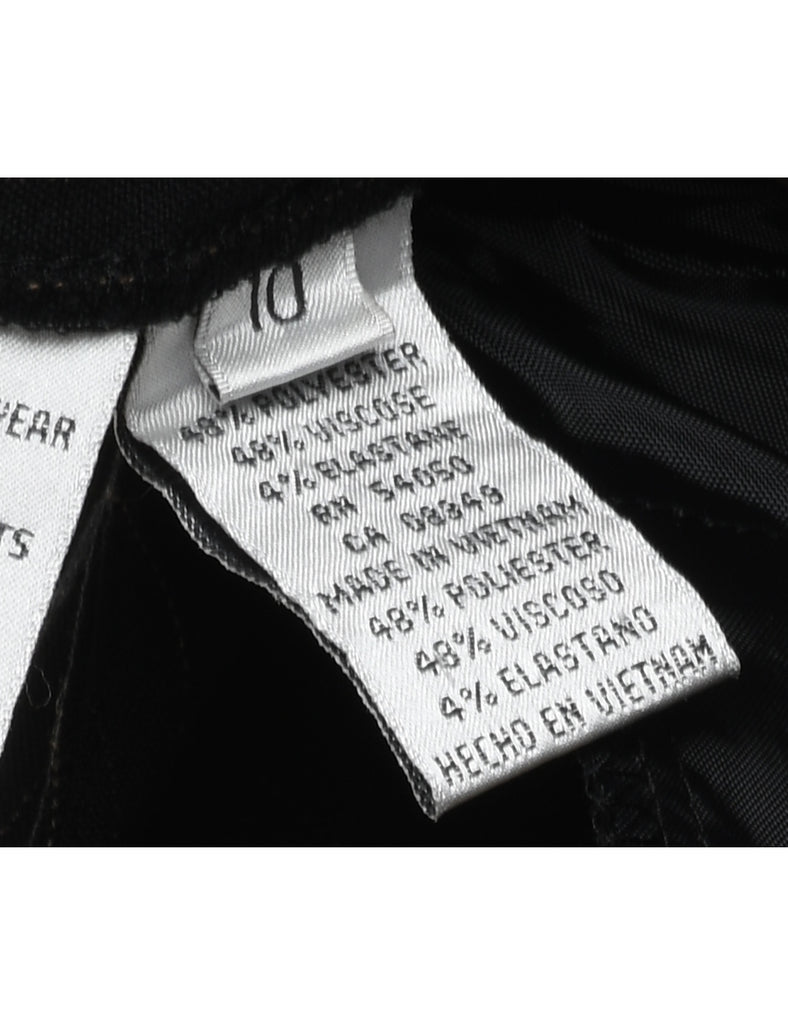 10
48% POLYESTER
48% VISCOSE
4% ELASTANE
RN 54050
CA 08849
MADE IN VIETNAM
48% POLIESTER
48% VISCOSO
4% ELASTANO
HECHO EN VIETNAM